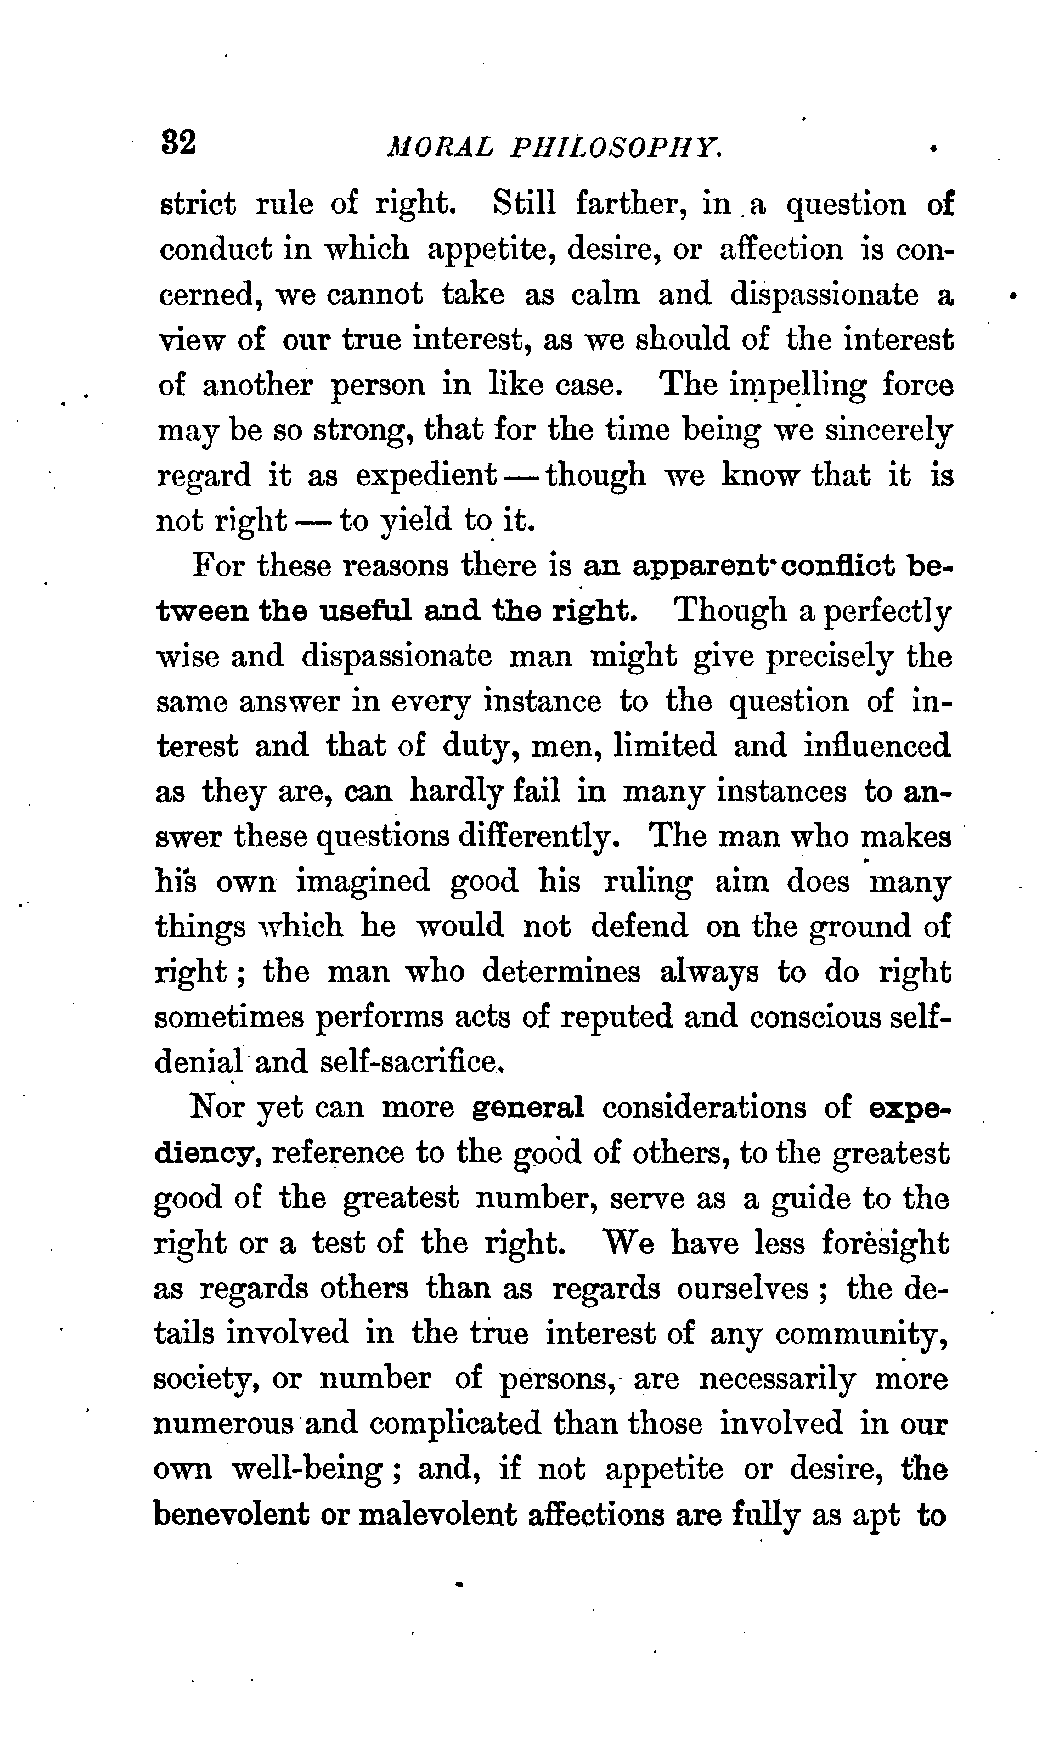 32 MORAL PHILOSOPHY.
strict rule of right. Still farther, in a question of
conduct in which appetite, desire, or affection is con-
cerned, we cannot take as calm and dispassionate a
view of our true interest, as we should of the interest
of another person in like case. The impelling force
may be so strong, that for the time being we sincerely
regard it as expedient — though we know that it is
not right — to yield to it.
For these reasons there is an apparent conflict be-
tween the useful and the right. Though a perfectly
wise and dispassionate man might give precisely the
same answer in every instance to the question of in-
terest and that of duty, men, limited and influenced
as they are, can hardly fail in many instances to an-
swer these questions differently. The man who makes
his own imagined good his ruling aim does many
things which he would not defend on the ground of
right ; the man who determines always to do right
sometimes performs acts of reputed and conscious self-
denial and self-sacrifice.
Nor yet can more general considerations of expe-
diency, reference to the good of others, to the greatest
good of the greatest number, serve as a guide to the
right or a test of the right. We have less foresight
as regards others than as regards ourselves ; the de-
tails involved in the true interest of any community,
society, or number of persons, are necessarily more
numerous and complicated than those involved in our
own well-being ; and, if not appetite or desire, the
benevolent or malevolent affections are fully as apt to